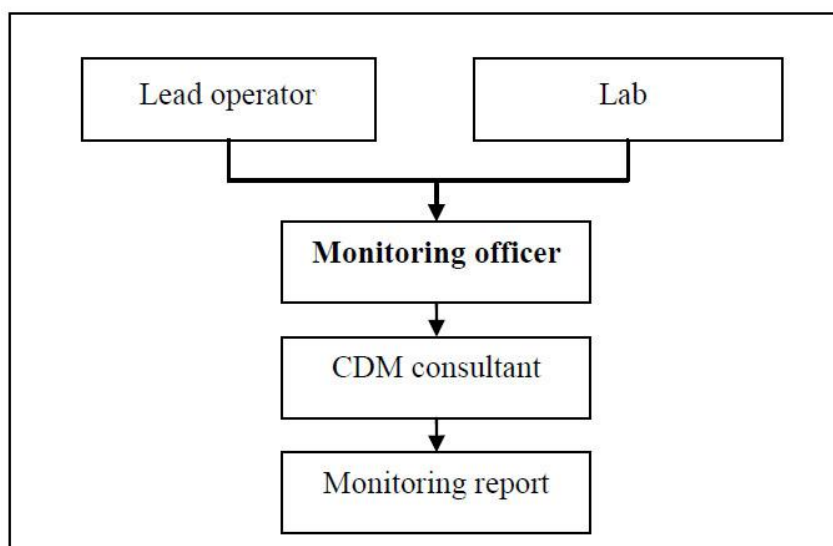 Lead operator
Lab
Monitoring officer
CDM consultant
Monitoring report